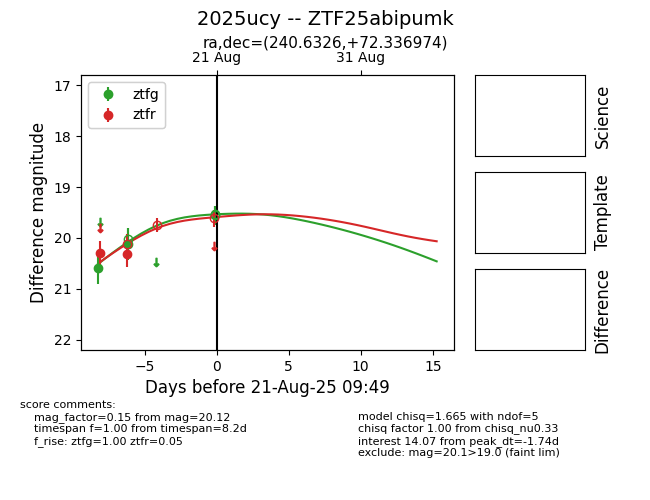 2025ucy -- ZTF25abipumk
ra,dec=(240.6326,+72.336974)
21 Aug
31 Aug
ztfg
ztfr
17
18
19
20
21
22
Difference magnitude
−5
0
5
10
15
Days before 21-Aug-25 09:49
Science
Template
Difference
score comments:
mag_factor=0.15 from mag=20.12
timespan f=1.00 from timespan=8.2d
f_rise: ztfg=1.00 ztfr=0.05
model chisq=1.665 with ndof=5
chisq factor 1.00 from chisq_nu0.33
interest 14.07 from peak_dt=-1.74d
exclude: mag=20.1>19.0 (faint lim)